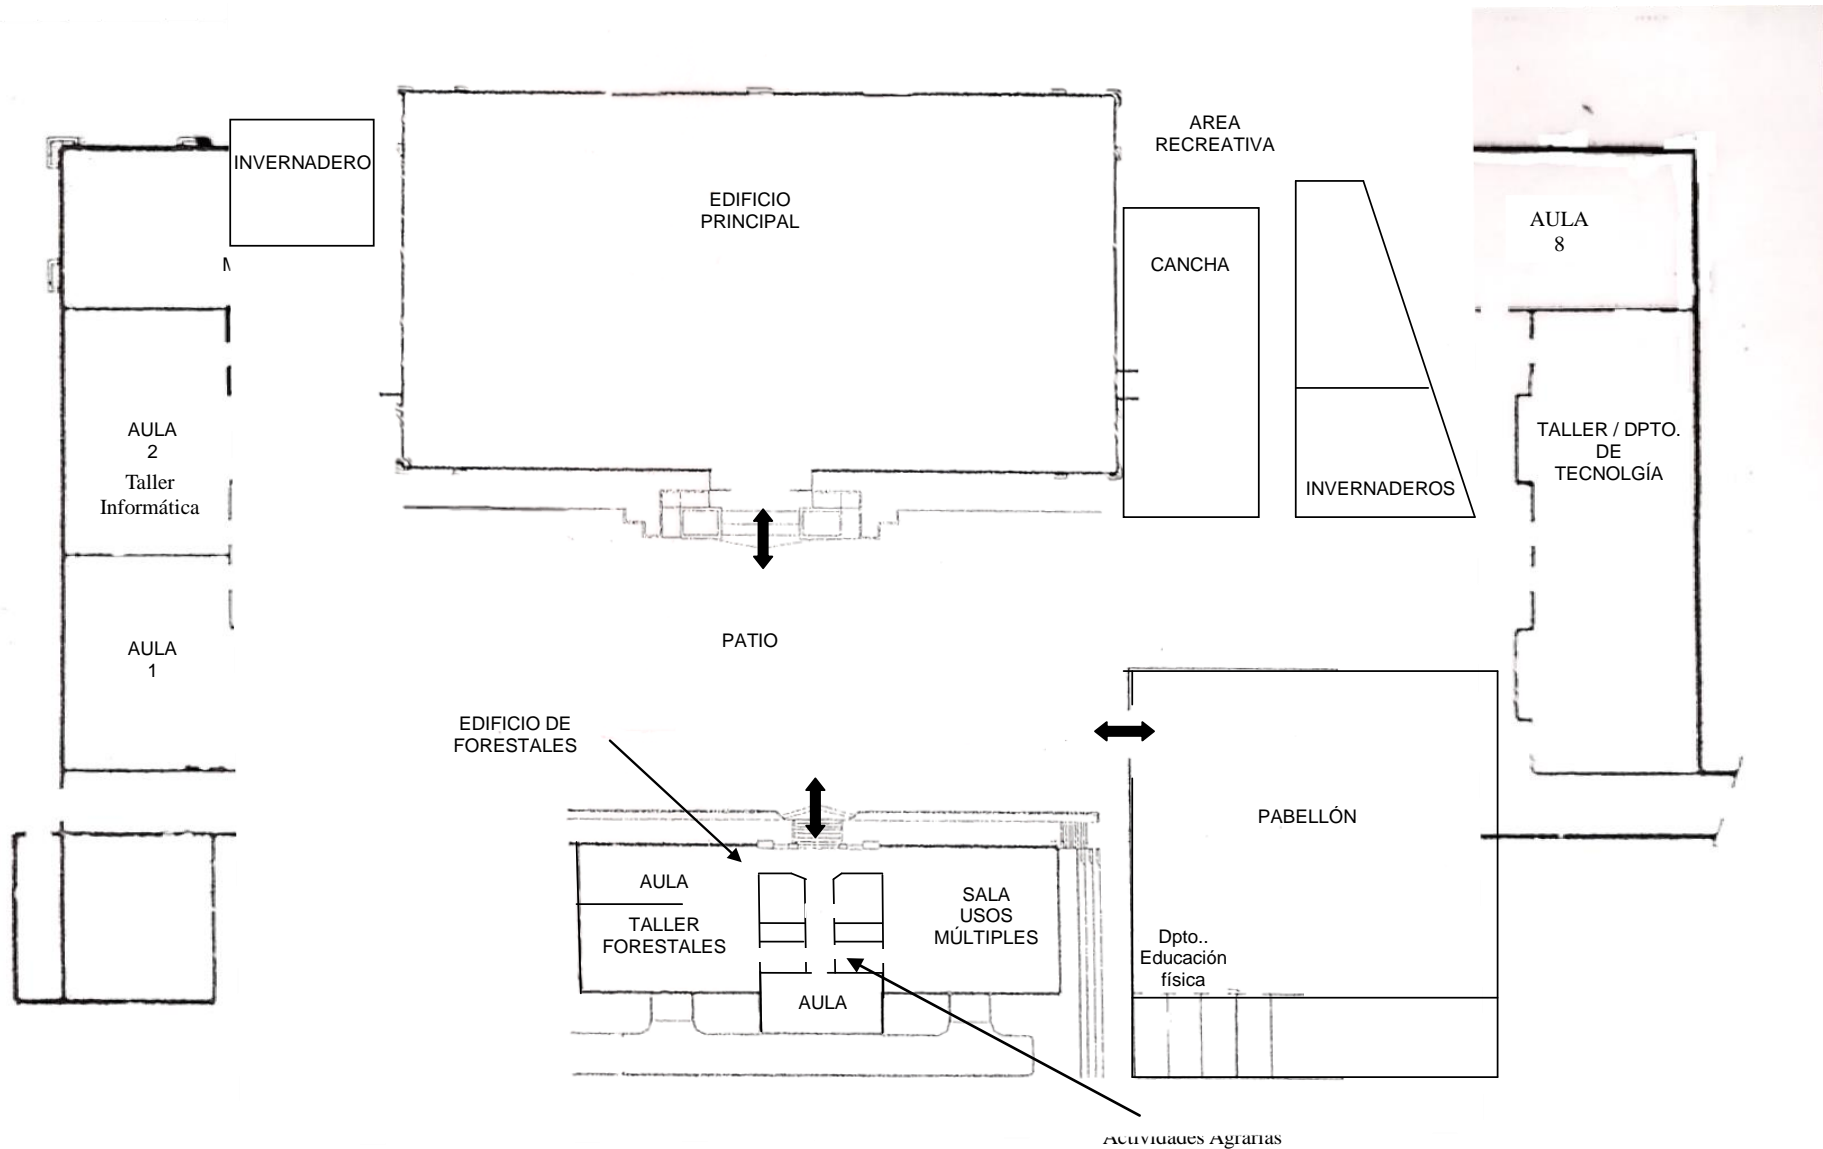 AREA
RECREATIVA
INVERNADERO
EDIFICIO
PRINCIPAL
AULA
8
CANCHA
AULA
2
Taller
Informática
TALLER / DPTO.
DE
TECNOLGÍA
INVERNADEROS
AULA
1
PATIO
EDIFICIO DE
FORESTALES
PABELLÓN
AULA
TALLER
FORESTALES
SALA
USOS
MÚLTIPLES
Dpto..
Educación
física
AULA
Actividades Agrarias